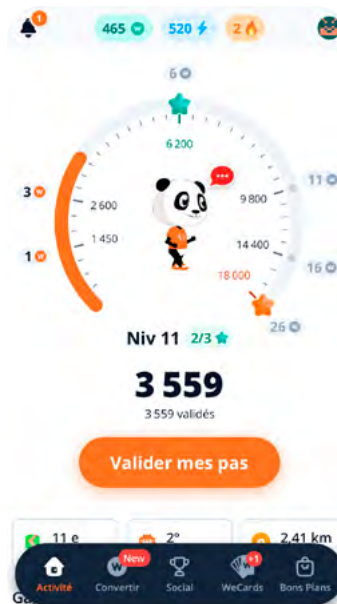 1
465 520 2
6
6 200
3
2 600
9 800
11
1
1 450
14 400
16
18 000
26
Niv 11 2/3
3 559
3 559 validés
Valider mes pas
11 e 2° 2,41 km
New +1
Activité Convertir Social WeCards Bons Plans